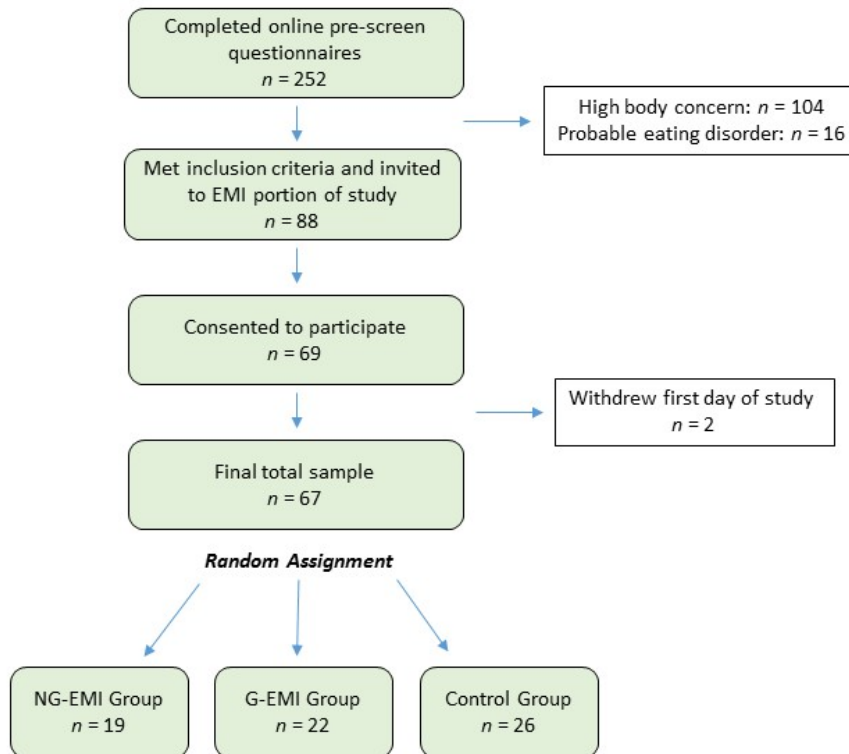 Completed online pre-screen
questionnaires
n = 252
High body concern: n = 104
Probable eating disorder: n = 16
Met inclusion criteria and invited
to EMI portion of study
n = 88
Consented to participate
n = 69
Withdrew first day of study
n = 2
Final total sample
n = 67
Random Assignment
NG-EMI Group
n = 19
G-EMI Group
n = 22
Control Group
n = 26